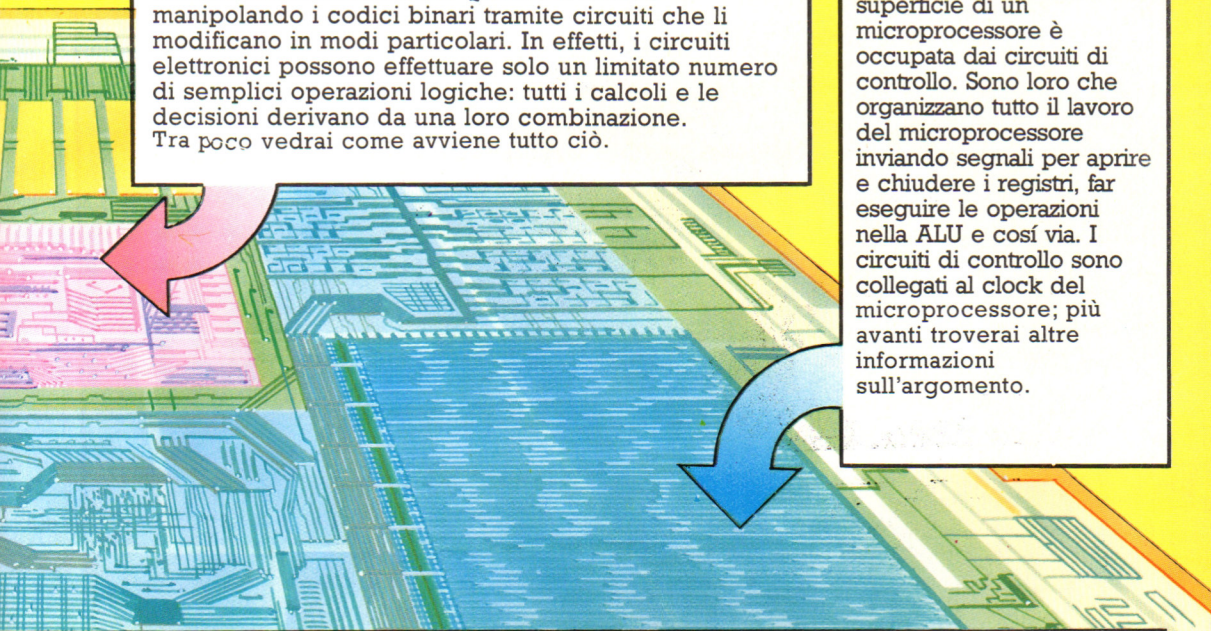 manipolando i codici binari tramite circuiti che li
modificano in modi particolari. In effetti, i circuiti
elettronici possono effettuare solo un limitato numero
di semplici operazioni logiche: tutti i calcoli e le
decisioni derivano da una loro combinazione.
Tra poco vedrai come avviene tutto ciò.
superficie di un
microprocessore è
occupata dai circuiti di
controllo. Sono loro che
organizzano tutto il lavoro
del microprocessore
inviando segnali per aprire
e chiudere i registri, far
eseguire le operazioni
nella ALU e cosí via. I
circuiti di controllo sono
collegati al clock del
microprocessore; più
avanti troverai altre
informazioni
sull'argomento.